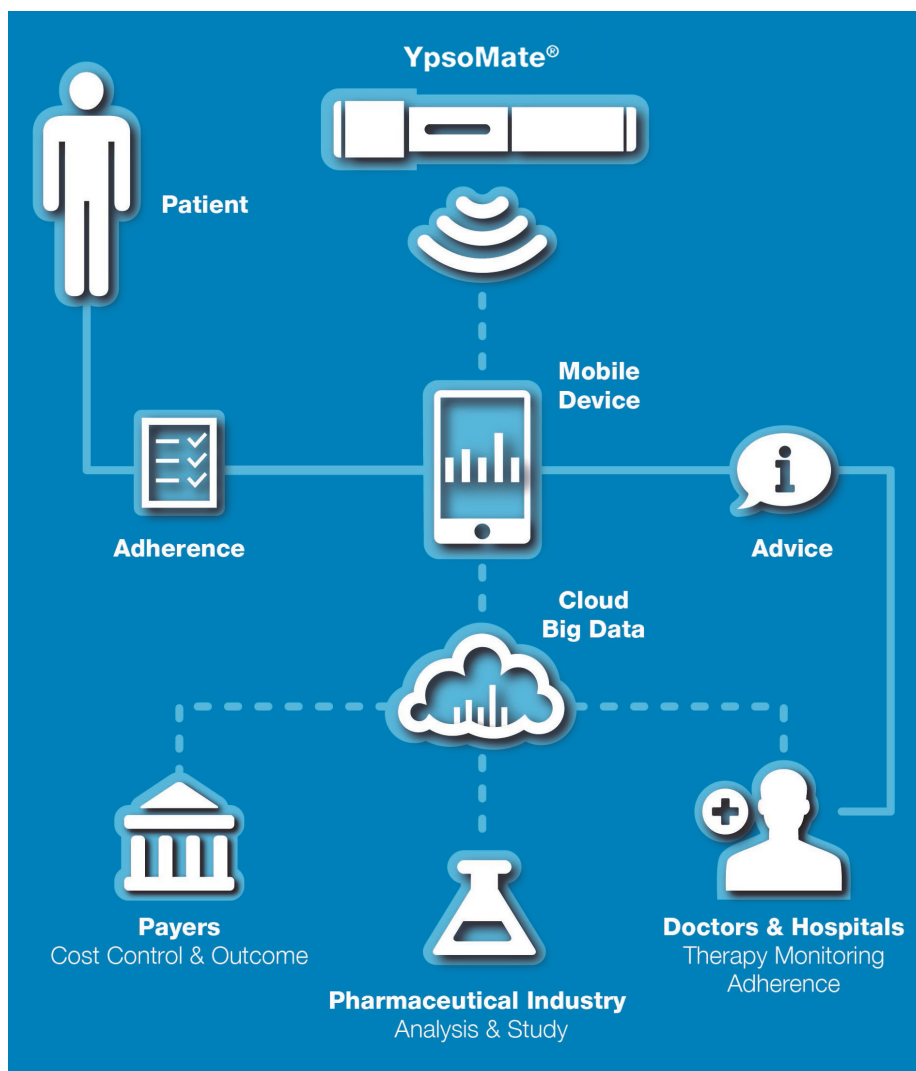 YpsoMate®
Patient
Mobile
Device
Adherence
Advice
Cloud
Big Data
Payers
Cost Control & Outcome
Pharmaceutical Industry
Analysis & Study
Doctors & Hospitals
Therapy Monitoring
Adherence